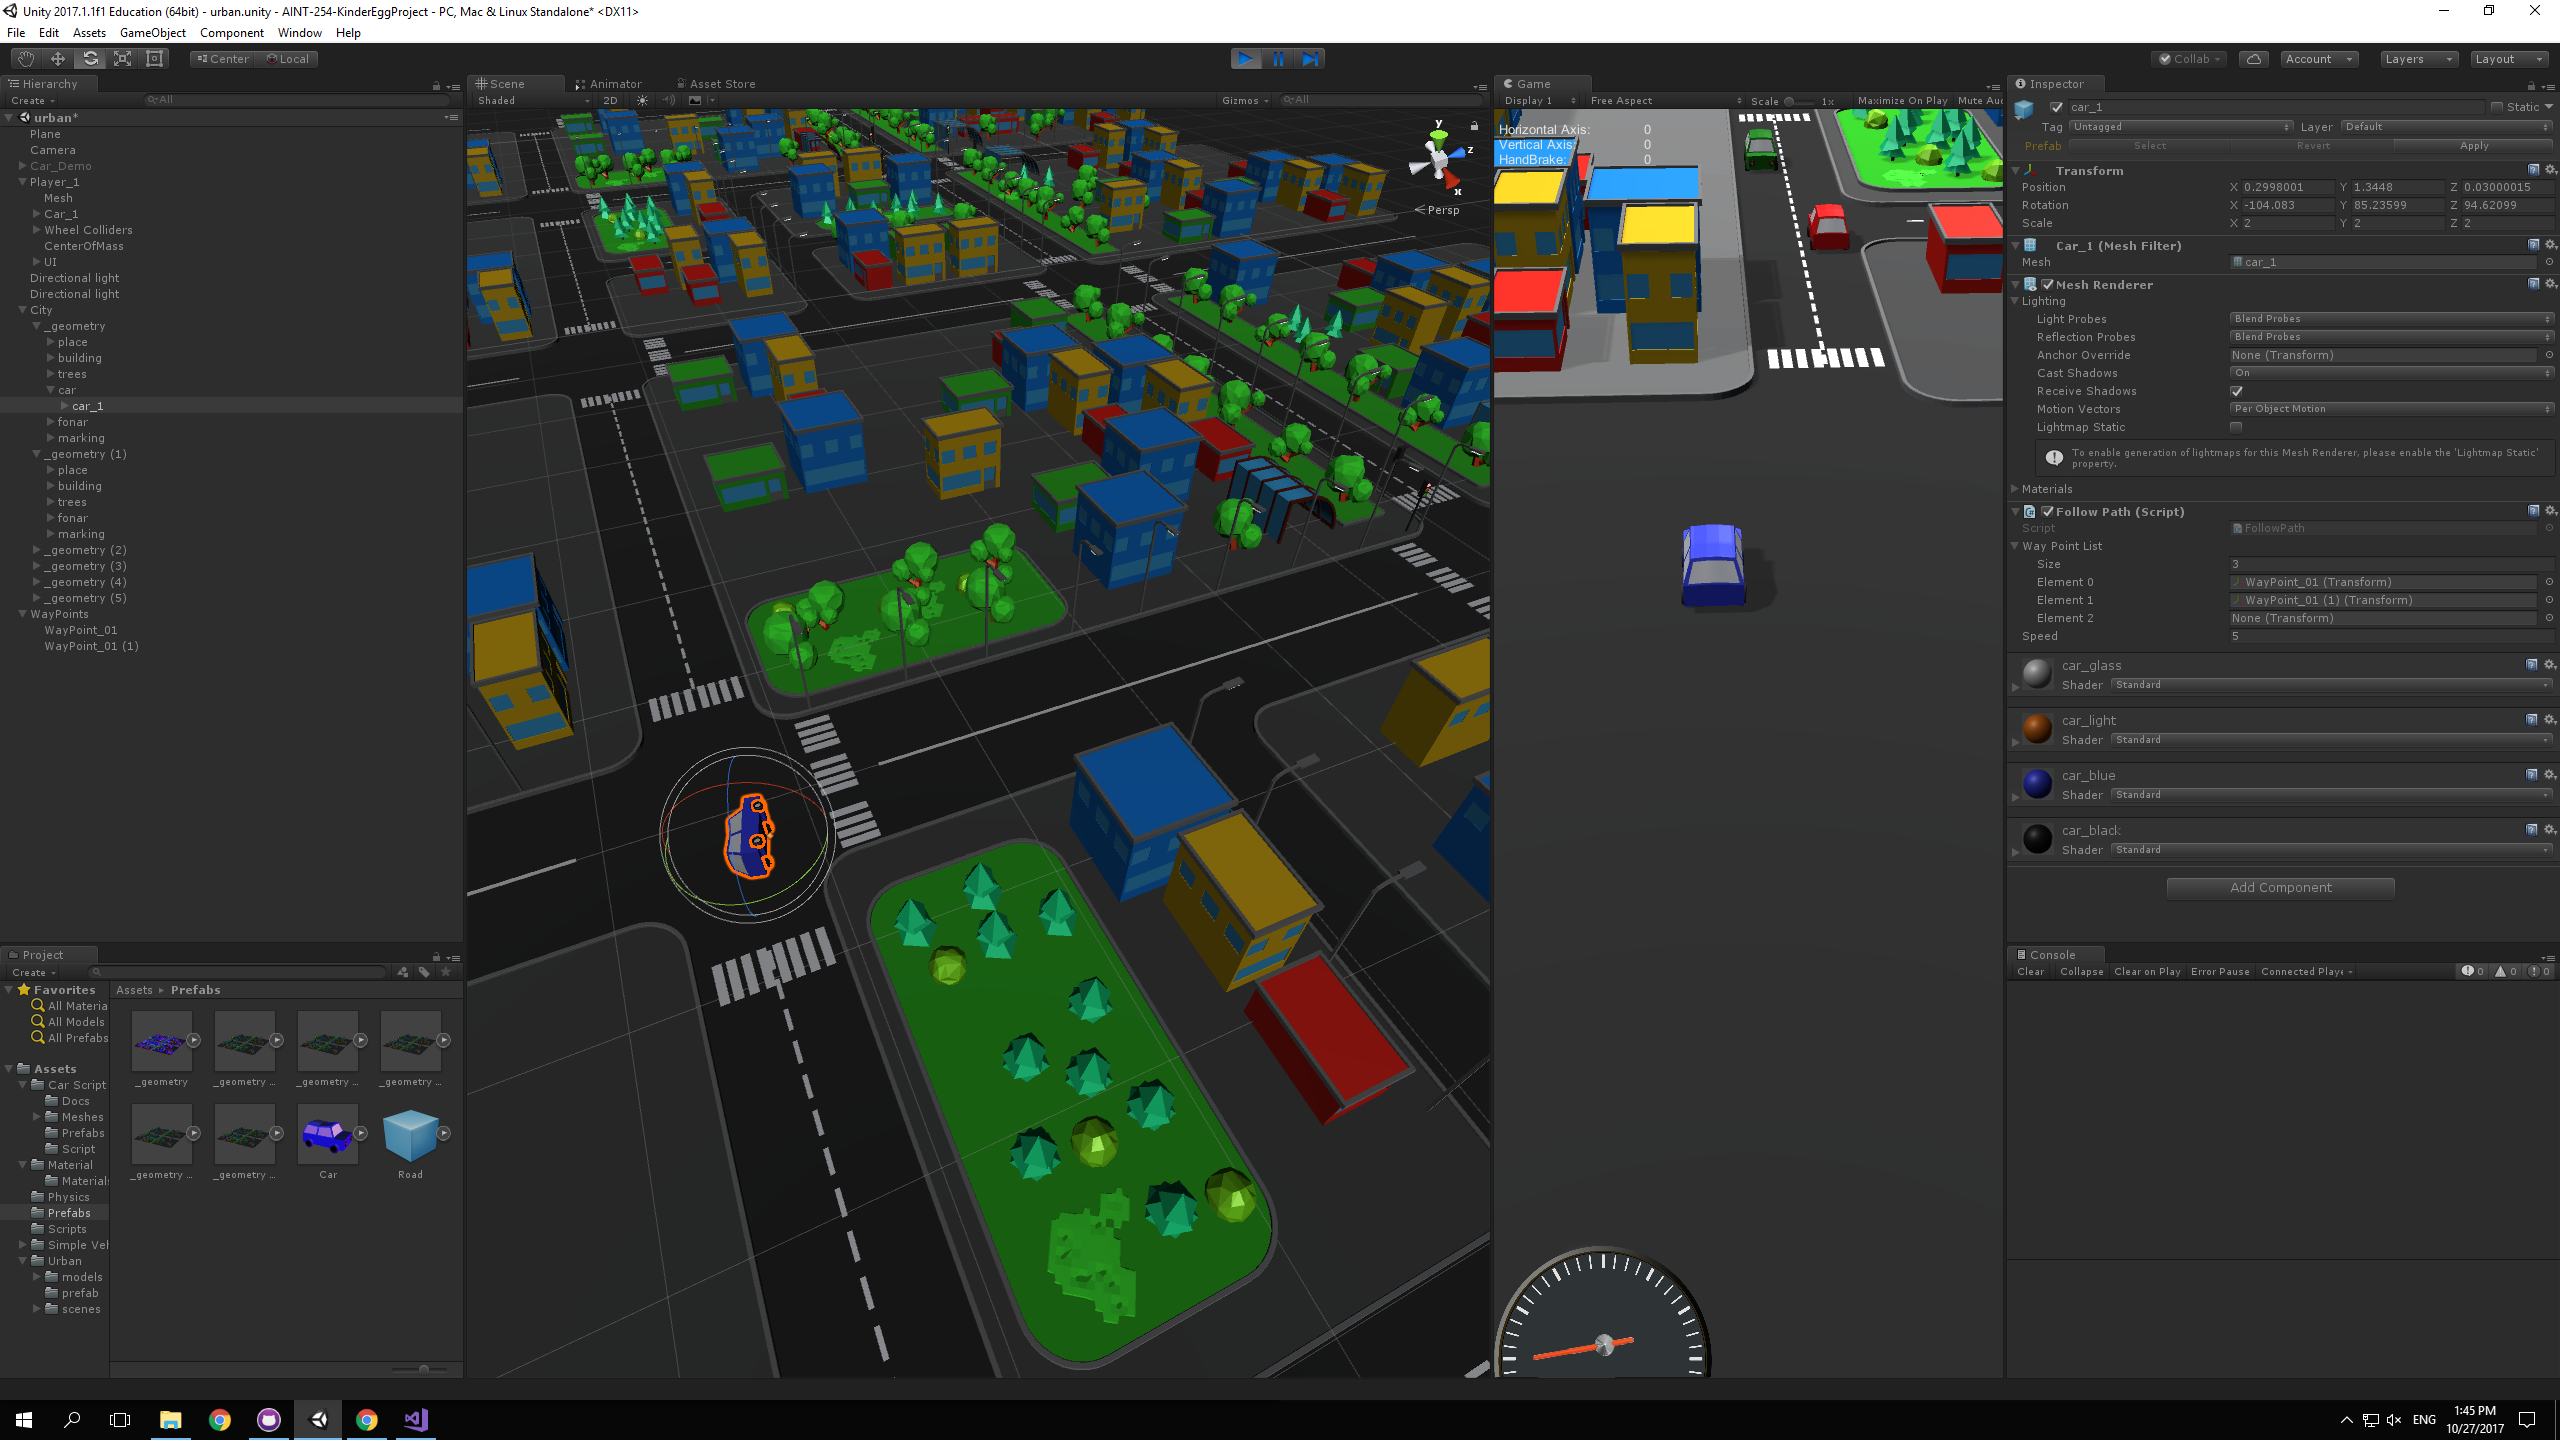 Unity 2017.1.1f1 Education (64bit) - urban.unity - AINT-254-KinderEggProject - PC, Mac & Linux Standalone* <DX11>
File Edit Assets GameObject Component Window Help
Center Local
Collab Account Layers Layout
Hierarchy
Create All
urban*
Plane
Camera
Car_Demo
Player_1
Mesh
Car_1
Wheel Colliders
CenterOfMass
UI
Directional light
Directional light
City
_geometry
place
building
trees
car
car_1
fonar
marking
_geometry (1)
place
building
trees
fonar
marking
_geometry (2)
_geometry (3)
_geometry (4)
_geometry (5)
WayPoints
WayPoint_01
WayPoint_01 (1)
Scene Animator Asset Store
Shaded 2D Gizmos All
y
z
x
Persp
Game
Display 1 Free Aspect Scale 1x Maximize On Play Mute Au
Horizontal Axis: 0
Vertical Axis: 0
HandBrake: 0
Inspector
car_1 Static
Tag Untagged Layer Default
Prefab Select Revert Apply
Transform
Position X 0.2998001 Y 1.3448 Z 0.03000015
Rotation X -104.083 Y 85.23599 Z 94.62099
Scale X 2 Y 2 Z 2
Car_1 (Mesh Filter)
Mesh car_1
Mesh Renderer
Lighting
Light Probes Blend Probes
Reflection Probes Blend Probes
Anchor Override None (Transform)
Cast Shadows On
Receive Shadows
Motion Vectors Per Object Motion
Lightmap Static
To enable generation of lightmaps for this Mesh Renderer, please enable the 'Lightmap Static'
property.
Materials
Follow Path (Script)
Script FollowPath
Way Point List
Size 3
Element 0 WayPoint_01 (Transform)
Element 1 WayPoint_01 (1) (Transform)
Element 2 None (Transform)
Speed 5
car_glass
Shader Standard
car_light
Shader Standard
car_blue
Shader Standard
car_black
Shader Standard
Add Component
Console
Clear Collapse Clear on Play Error Pause Connected Playe 0 0 0
Project
Create
Favorites
All Materia
All Models
All Prefabs
Assets
Car Script
Docs
Meshes
Prefabs
Script
Material
Materials
Physics
Prefabs
Scripts
Simple Veh
Urban
models
prefab
scenes
Assets Prefabs
_geometry _geometry ... _geometry ... _geometry ...
_geometry ... _geometry ... Car Road
ENG
1:45 PM
10/27/2017